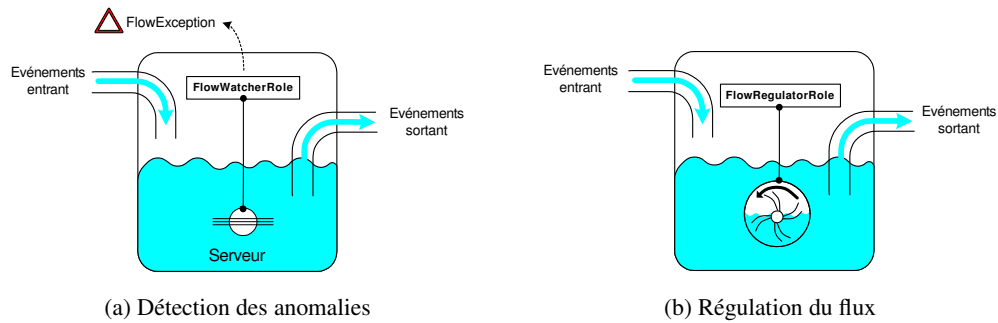 FlowException
Evénements
entrant
FlowWatcherRole
Evénements
sortant
Serveur
(a) Détection des anomalies
Evénements
entrant
FlowRegulatorRole
Evénements
sortant
(b) Régulation du flux